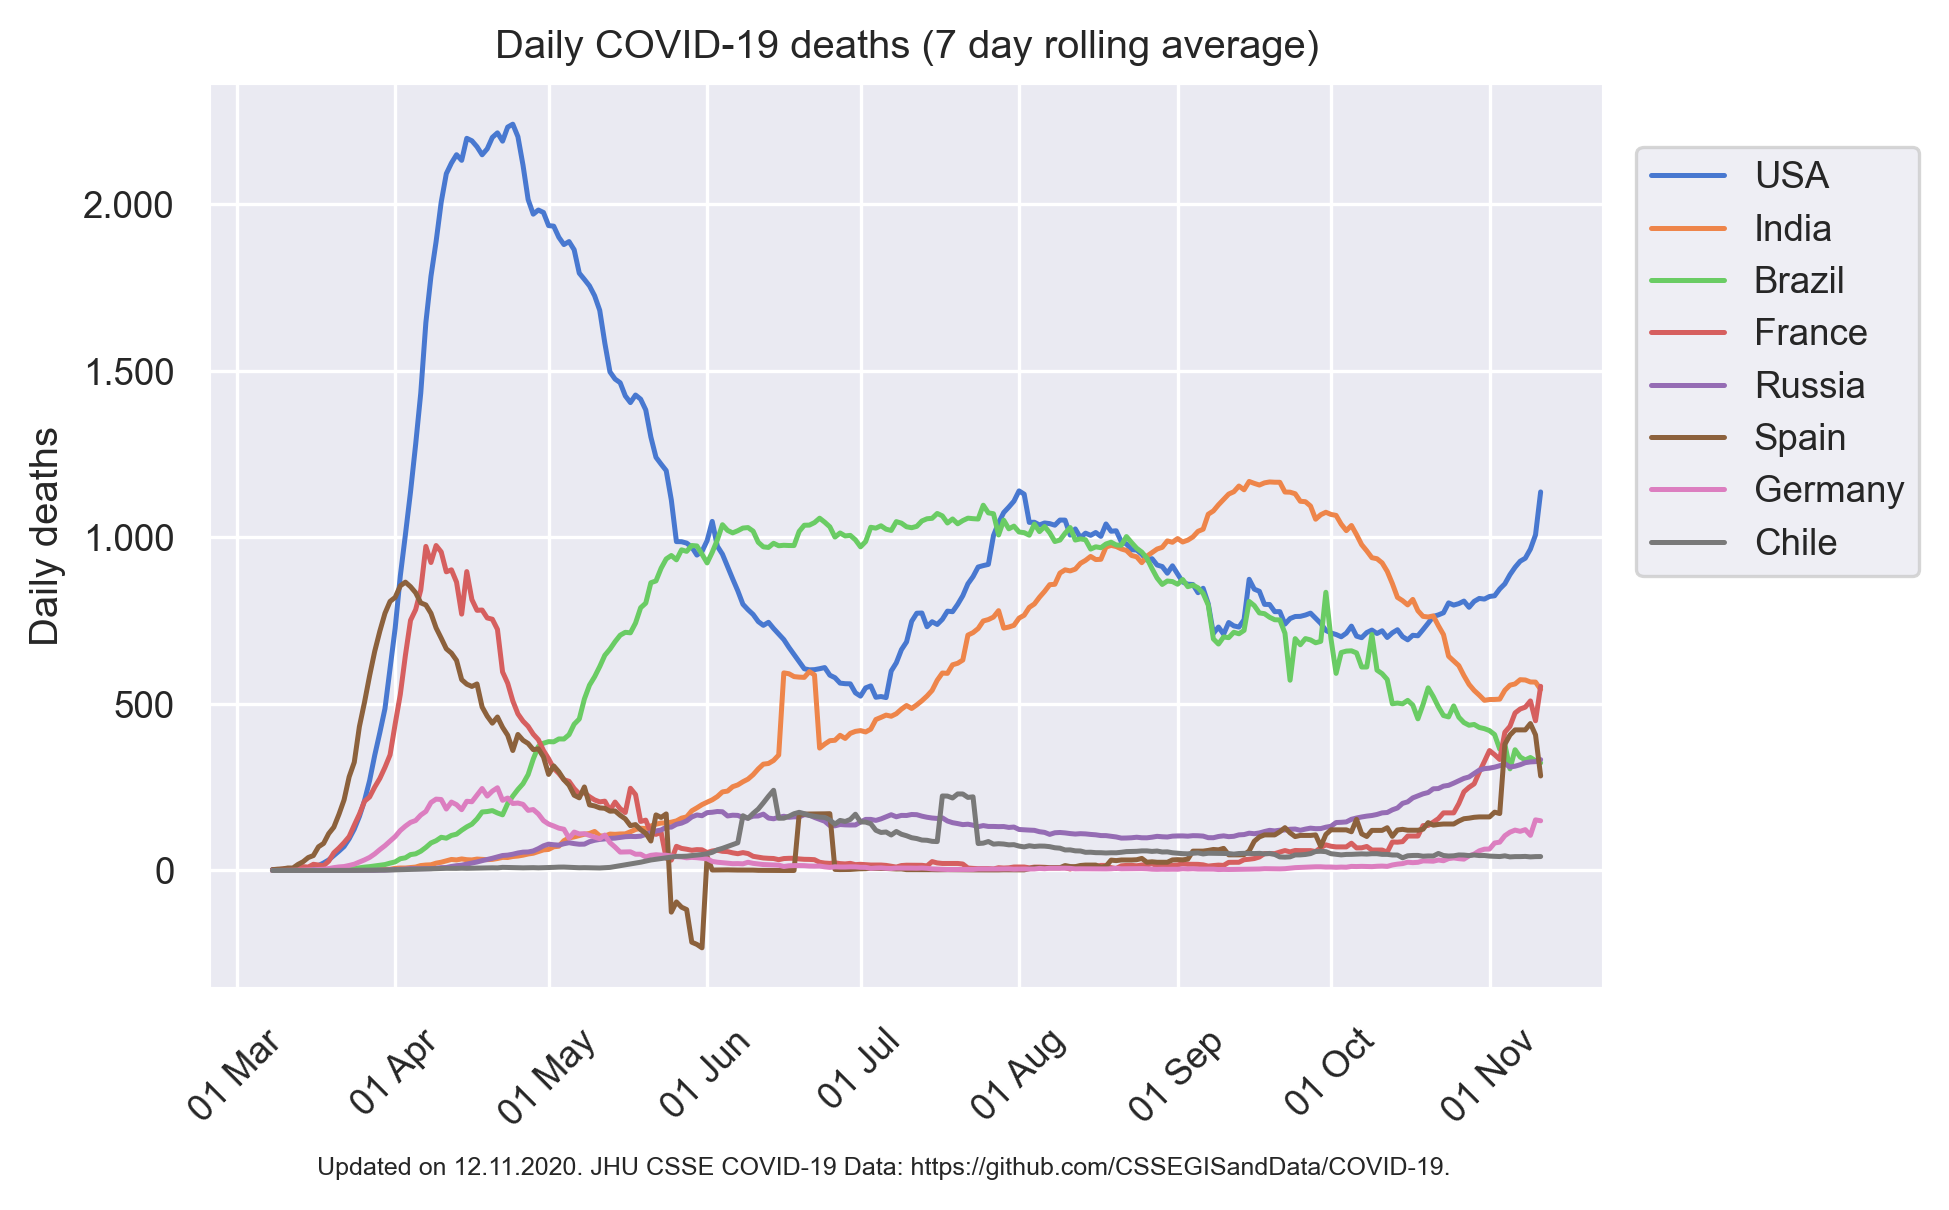 Daily COVID-19 deaths (7 day rolling average)
Daily deaths
2.000
1.500
1.000
500
0
01 Mar
01 Apr
01 May
01 Jun
01 Jul
01 Aug
01 Sep
01 Oct
01 Nov
USA
India
Brazil
France
Russia
Spain
Germany
Chile
Updated on 12.11.2020. JHU CSSE COVID-19 Data: https://github.com/CSSEGISandData/COVID-19.